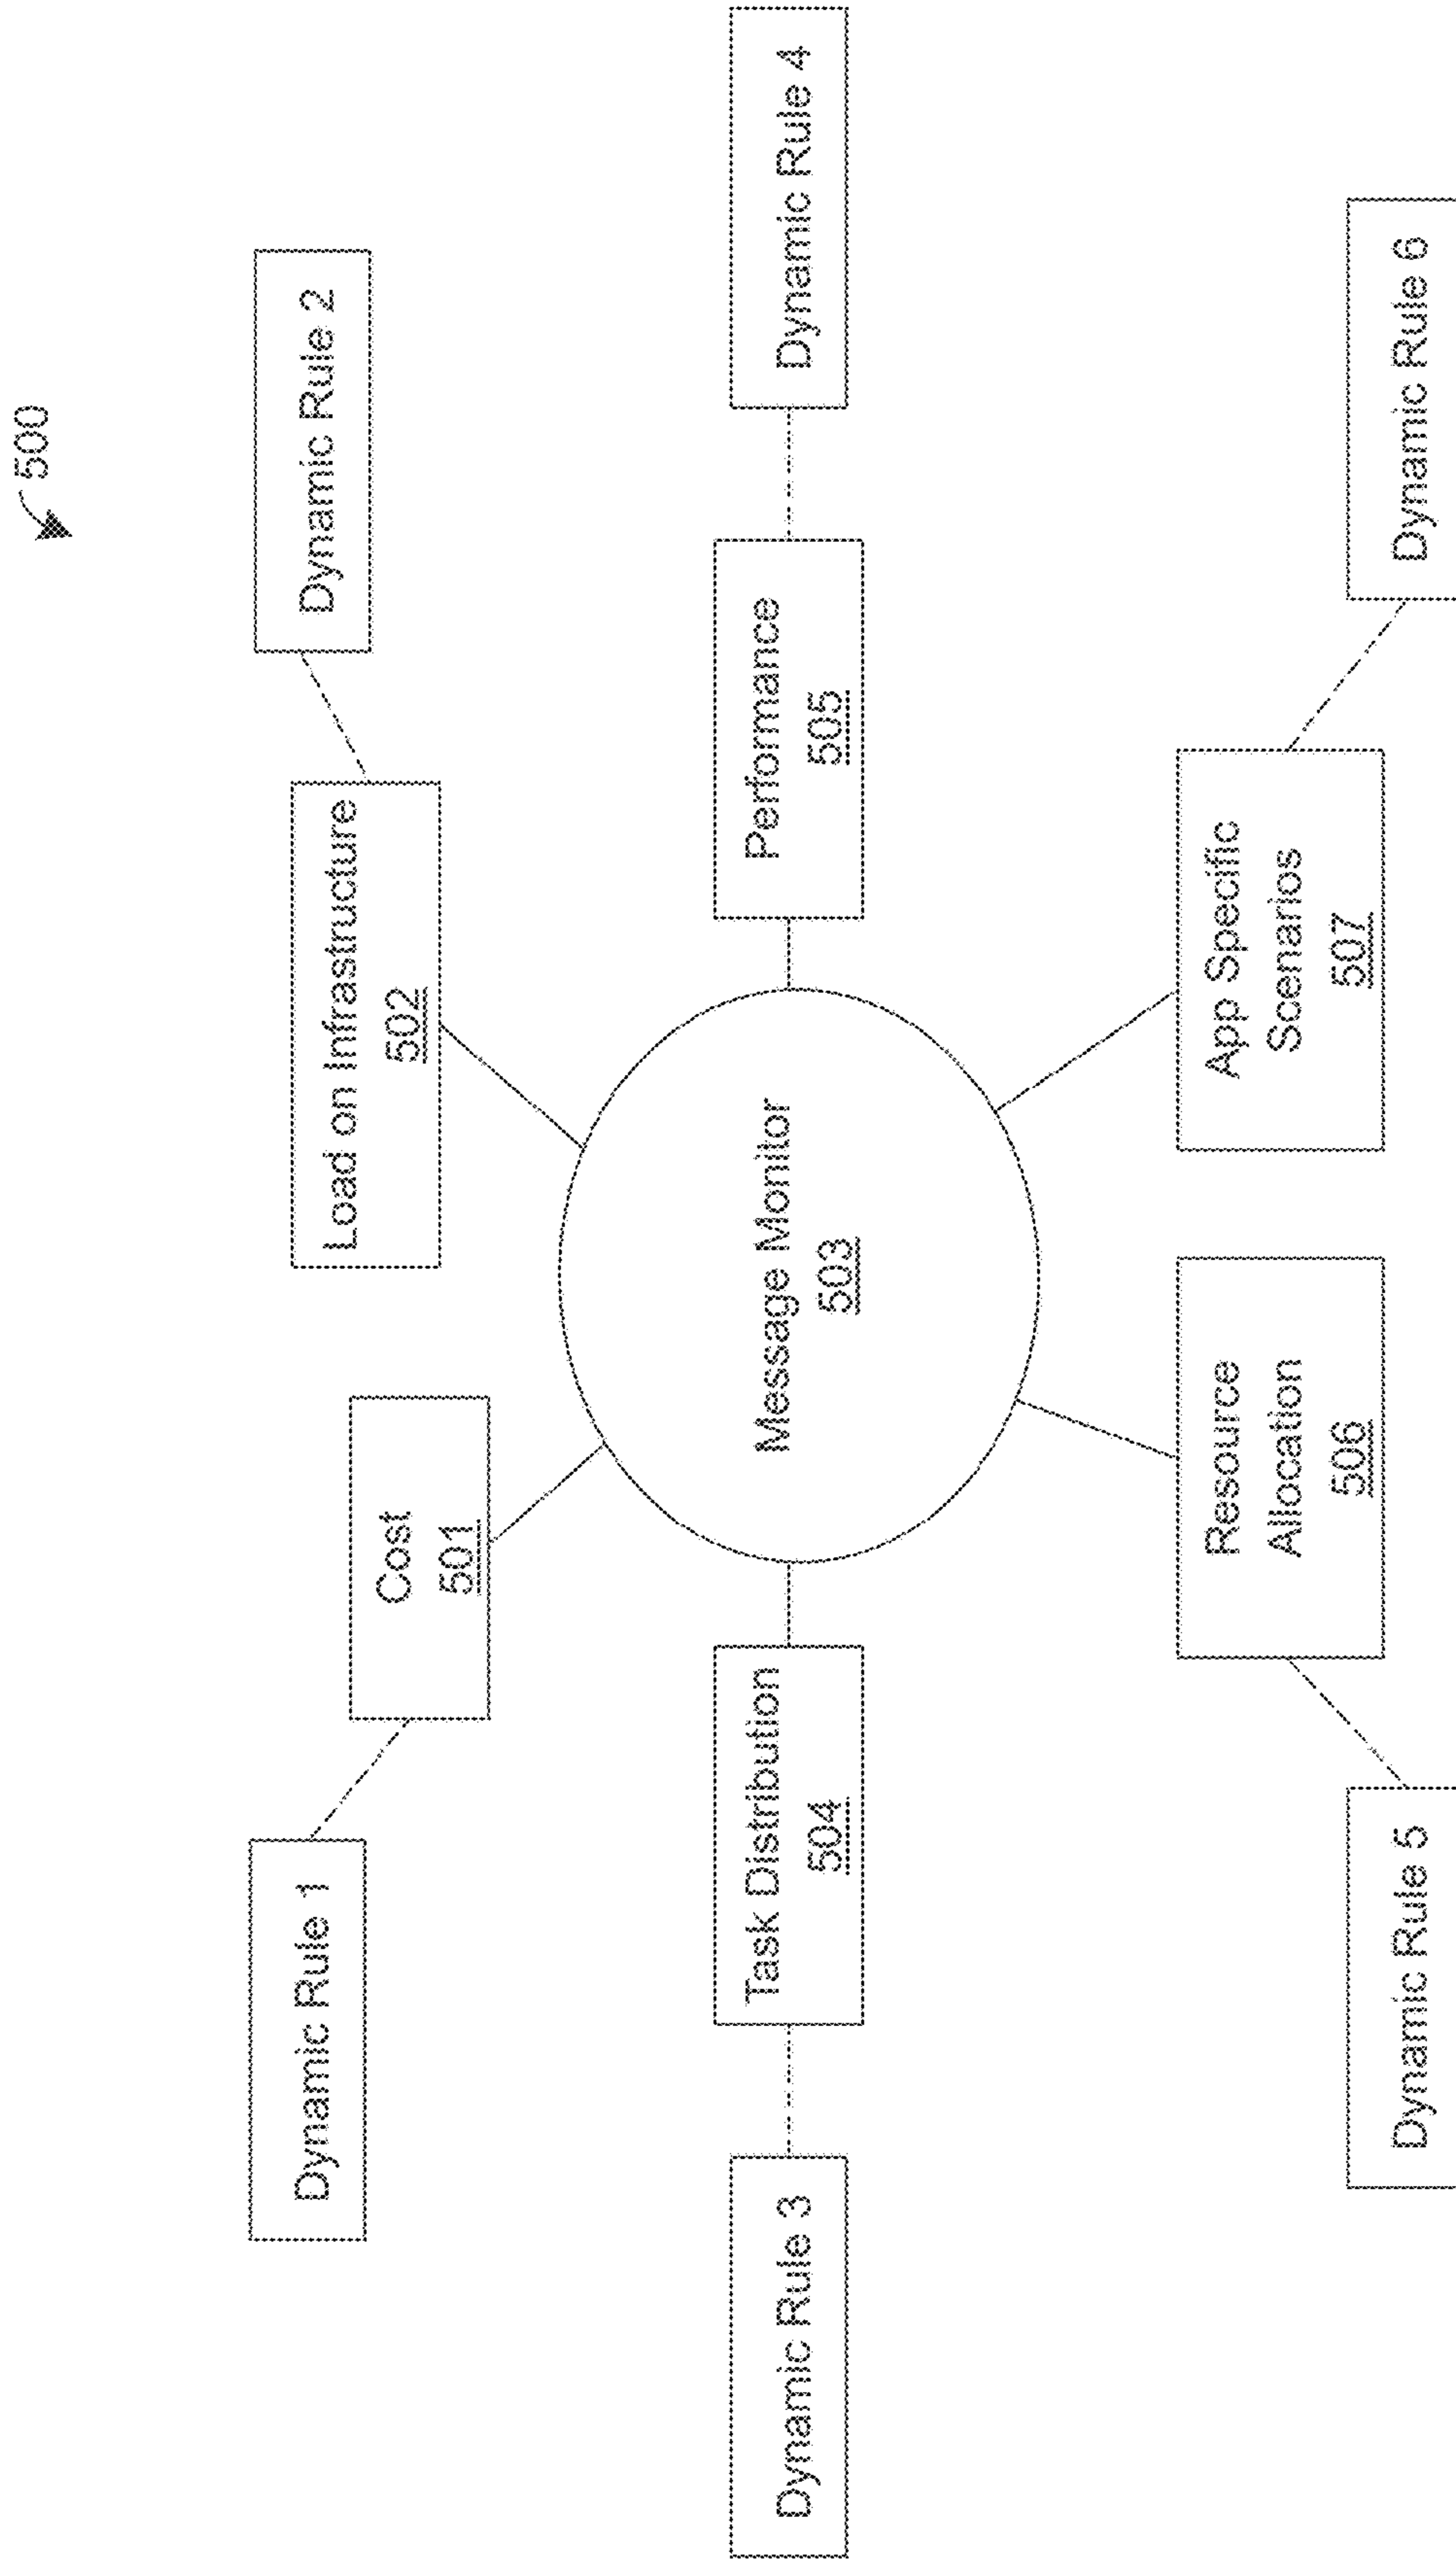 500
Dynamic Rule 1
Cost
501
Load on Infrastructure
502
Dynamic Rule 2
Dynamic Rule 3
Task Distribution
504
Message Monitor
503
Performance
505
Dynamic Rule 4
Resource
Allocation
506
App Specific
Scenarios
507
Dynamic Rule 5
Dynamic Rule 6